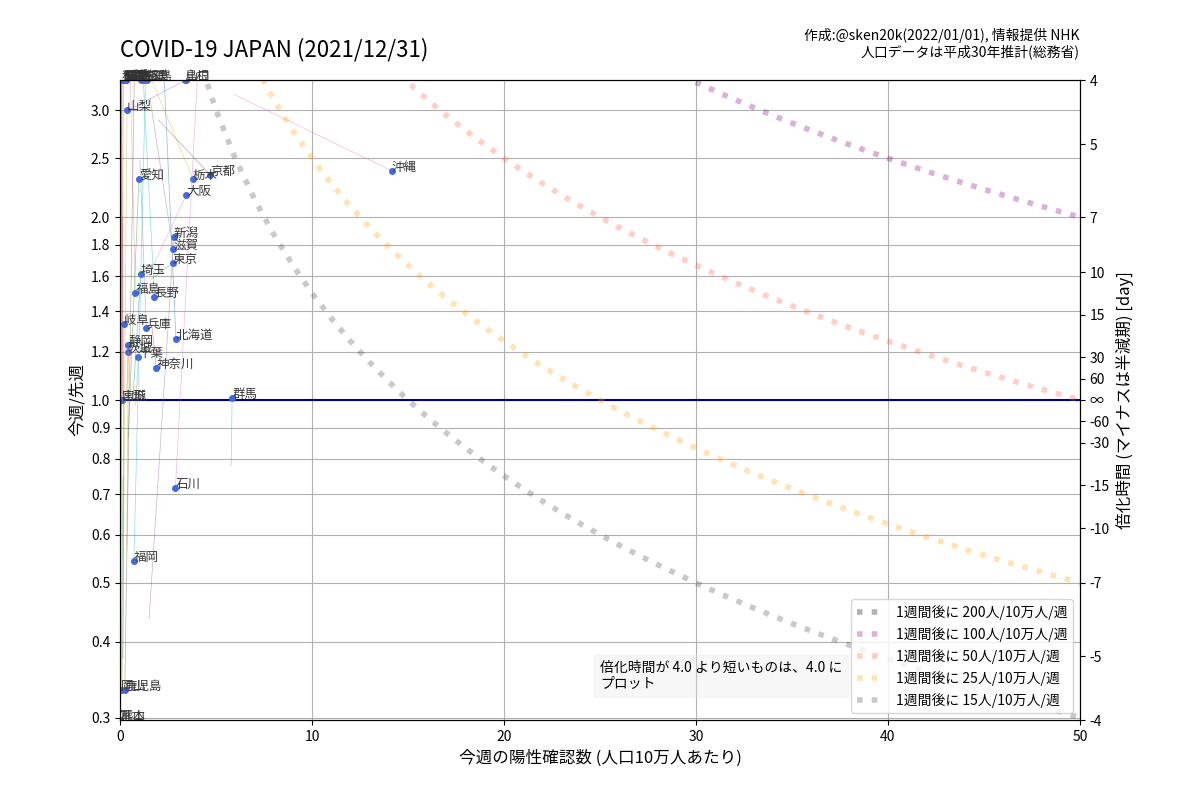 COVID-19 JAPAN (2021/12/31)
作成:@sken20k(2022/01/01), 情報提供 NHK
人口データは平成30年推計(総務省)
山梨
愛知
栃木
京都
沖縄
大阪
新潟
滋賀
東京
埼玉
福島
長野
岐阜
兵庫
北海道
静岡
茨城
千葉
神奈川
群馬
石川
福岡
鹿児島
3.0
2.5
2.0
1.8
1.6
1.4
1.2
1.0
0.9
0.8
0.7
0.6
0.5
0.4
0.3
今週/先週
4
5
7
10
15
30
60
∞
-60
-30
-15
-10
-7
-5
-4
倍化時間 (マイナスは半減期) [day]
倍化時間が 4.0 より短いものは、4.0 に
プロット
1週間後に 200人/10万人/週
1週間後に 100人/10万人/週
1週間後に 50人/10万人/週
1週間後に 25人/10万人/週
1週間後に 15人/10万人/週
0
10
20
30
40
50
今週の陽性確認数 (人口10万人あたり)